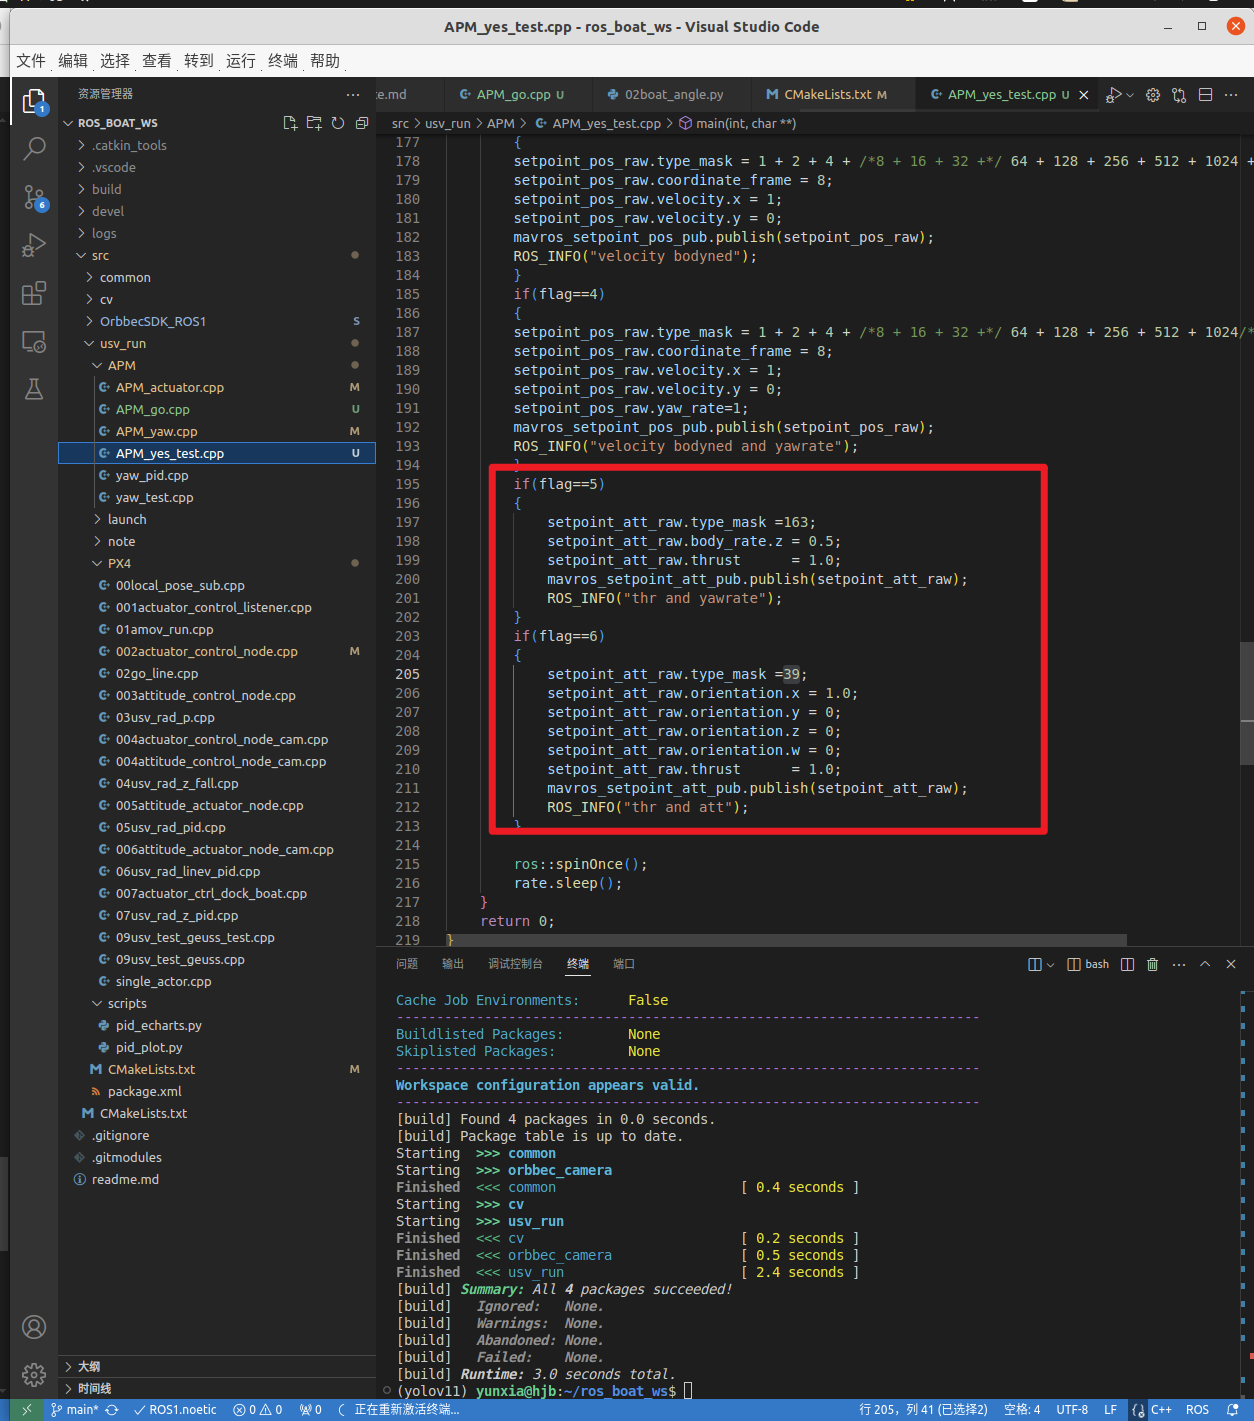 APM_yes_test.cpp - ros_boat_ws - Visual Studio Code
文件 编辑 选择 查看 转到 运行 终端 帮助
资源管理器 ···
1
6
ROS_BOAT_WS
.catkin_tools
.vscode
build
devel
logs
src
common
cv
OrbbecSDK_ROS1 S
usv_run
APM
APM_actuator.cpp M
APM_go.cpp U
APM_yaw.cpp M
APM_yes_test.cpp U
yaw_pid.cpp
yaw_test.cpp
launch
note
PX4
00local_pose_sub.cpp
001actuator_control_listener.cpp
01amov_run.cpp
002actuator_control_node.cpp M
02go_line.cpp
003attitude_control_node.cpp
03usv_rad_p.cpp
004actuator_control_node_cam.cpp
004attitude_control_node_cam.cpp
04usv_rad_z_fall.cpp
005attitude_actuator_node.cpp
05usv_rad_pid.cpp
006attitude_actuator_node_cam.cpp
06usv_rad_linev_pid.cpp
007actuator_ctrl_dock_boat.cpp
07usv_rad_z_pid.cpp
09usv_test_geuss_test.cpp
09usv_test_geuss.cpp
single_actor.cpp
scripts
pid_echarts.py
pid_plot.py
CMakeLists.txt M
package.xml
CMakeLists.txt
.gitignore
.gitmodules
readme.md
大纲
时间线
e.md APM_go.cpp U 02boat_angle.py CMakeLists.txt M APM_yes_test.cpp U
src > usv_run > APM > APM_yes_test.cpp > main(int, char **)
177 {
178 setpoint_pos_raw.type_mask = 1 + 2 + 4 + /*8 + 16 + 32 +*/ 64 + 128 + 256 + 512 + 1024 +
179 setpoint_pos_raw.coordinate_frame = 8;
180 setpoint_pos_raw.velocity.x = 1;
181 setpoint_pos_raw.velocity.y = 0;
182 mavros_setpoint_pos_pub.publish(setpoint_pos_raw);
183 ROS_INFO("velocity bodyned");
184 }
185 if(flag==4)
186 {
187 setpoint_pos_raw.type_mask = 1 + 2 + 4 + /*8 + 16 + 32 +*/ 64 + 128 + 256 + 512 + 1024/*
188 setpoint_pos_raw.coordinate_frame = 8;
189 setpoint_pos_raw.velocity.x = 1;
190 setpoint_pos_raw.velocity.y = 0;
191 setpoint_pos_raw.yaw_rate=1;
192 mavros_setpoint_pos_pub.publish(setpoint_pos_raw);
193 ROS_INFO("velocity bodyned and yawrate");
194 }
195 if(flag==5)
196 {
197 setpoint_att_raw.type_mask =163;
198 setpoint_att_raw.body_rate.z = 0.5;
199 setpoint_att_raw.thrust = 1.0;
200 mavros_setpoint_att_pub.publish(setpoint_att_raw);
201 ROS_INFO("thr and yawrate");
202 }
203 if(flag==6)
204 {
205 setpoint_att_raw.type_mask =39;
206 setpoint_att_raw.orientation.x = 1.0;
207 setpoint_att_raw.orientation.y = 0;
208 setpoint_att_raw.orientation.z = 0;
209 setpoint_att_raw.orientation.w = 0;
210 setpoint_att_raw.thrust = 1.0;
211 mavros_setpoint_att_pub.publish(setpoint_att_raw);
212 ROS_INFO("thr and att");
213 }
214
215 ros::spinOnce();
216 rate.sleep();
217 }
218 return 0;
219 }
问题 输出 调试控制台 终端 端口 bash
Cache Job Environments: False
-------------------------------------------------------------------------
Buildlisted Packages: None
Skiplisted Packages: None
-------------------------------------------------------------------------
Workspace configuration appears valid.
-------------------------------------------------------------------------
[build] Found 4 packages in 0.0 seconds.
[build] Package table is up to date.
Starting >>> common
Starting >>> orbbec_camera
Finished <<< common [ 0.4 seconds ]
Starting >>> cv
Starting >>> usv_run
Finished <<< cv [ 0.2 seconds ]
Finished <<< orbbec_camera [ 0.5 seconds ]
Finished <<< usv_run [ 2.4 seconds ]
[build] Summary: All 4 packages succeeded!
[build] Ignored: None.
[build] Warnings: None.
[build] Abandoned: None.
[build] Failed: None.
[build] Runtime: 3.0 seconds total.
(yolov11) yunxia@hjb:~/ros_boat_ws$
main* ROS1.noetic 0 0 0 正在重新激活终端... 行 205，列 41 (已选择2) 空格: 4 UTF-8 LF C++ ROS